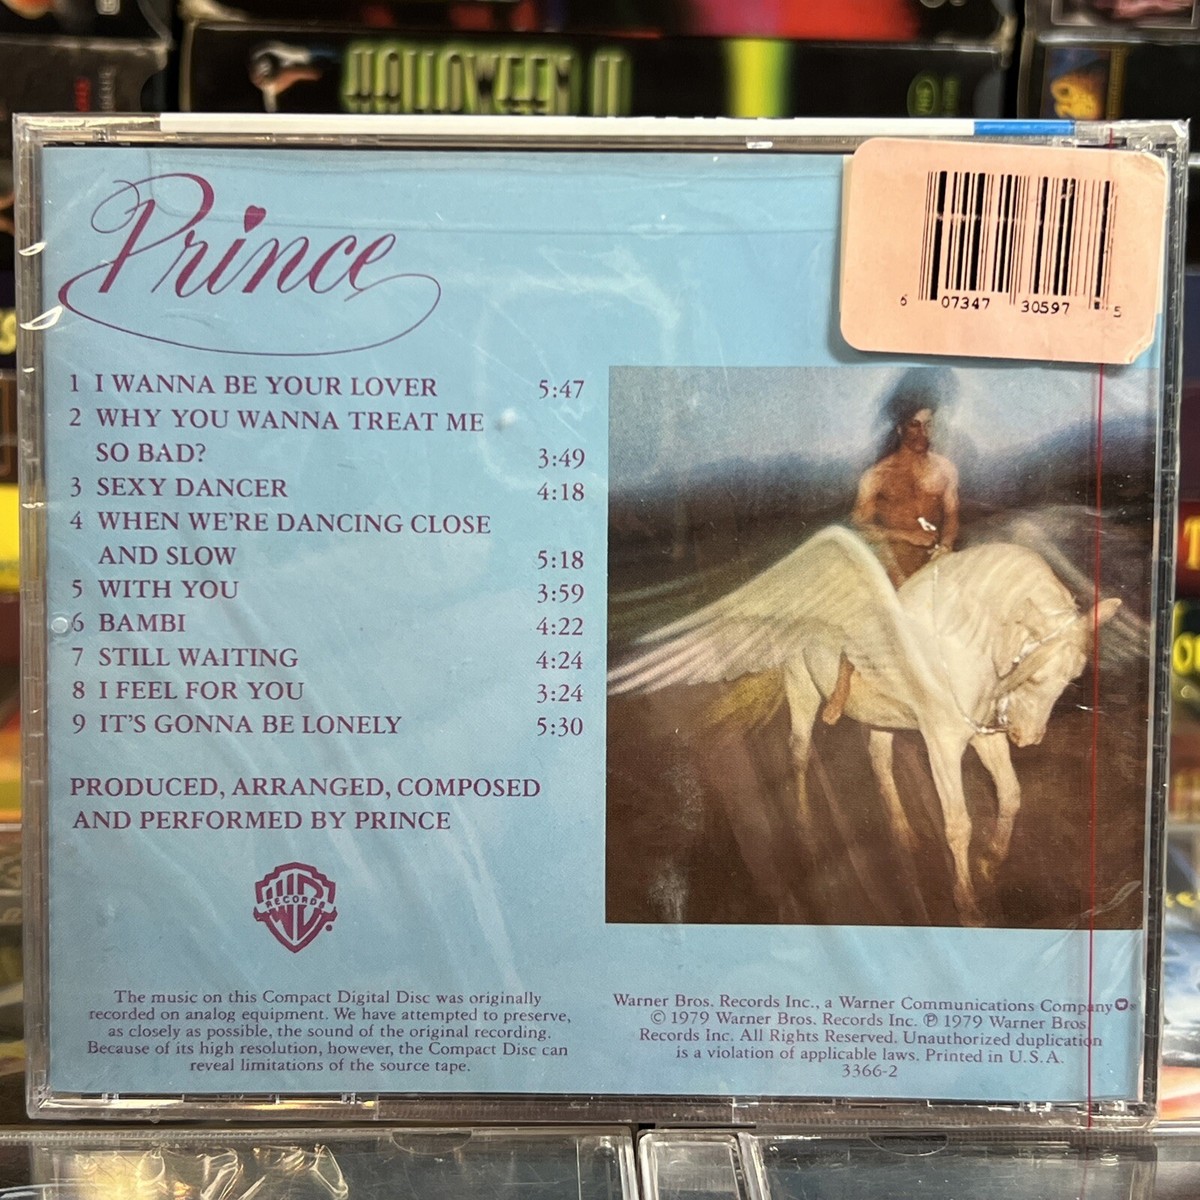 HALLOWEEN II
6 07347 30597 5
Prince
1 I WANNA BE YOUR LOVER 5:47
2 WHY YOU WANNA TREAT ME
SO BAD? 3:49
3 SEXY DANCER 4:18
4 WHEN WE'RE DANCING CLOSE
AND SLOW 5:18
5 WITH YOU 3:59
6 BAMBI 4:22
7 STILL WAITING 4:24
8 I FEEL FOR YOU 3:24
9 IT'S GONNA BE LONELY 5:30
PRODUCED, ARRANGED, COMPOSED
AND PERFORMED BY PRINCE
RECORDS
The music on this Compact Digital Disc was originally
recorded on analog equipment. We have attempted to preserve,
as closely as possible, the sound of the original recording.
Because of its high resolution, however, the Compact Disc can
reveal limitations of the source tape.
Warner Bros. Records Inc., a Warner Communications Company
© 1979 Warner Bros. Records Inc. ℗ 1979 Warner Bros.
Records Inc. All Rights Reserved. Unauthorized duplication
is a violation of applicable laws. Printed in U.S.A.
3366-2